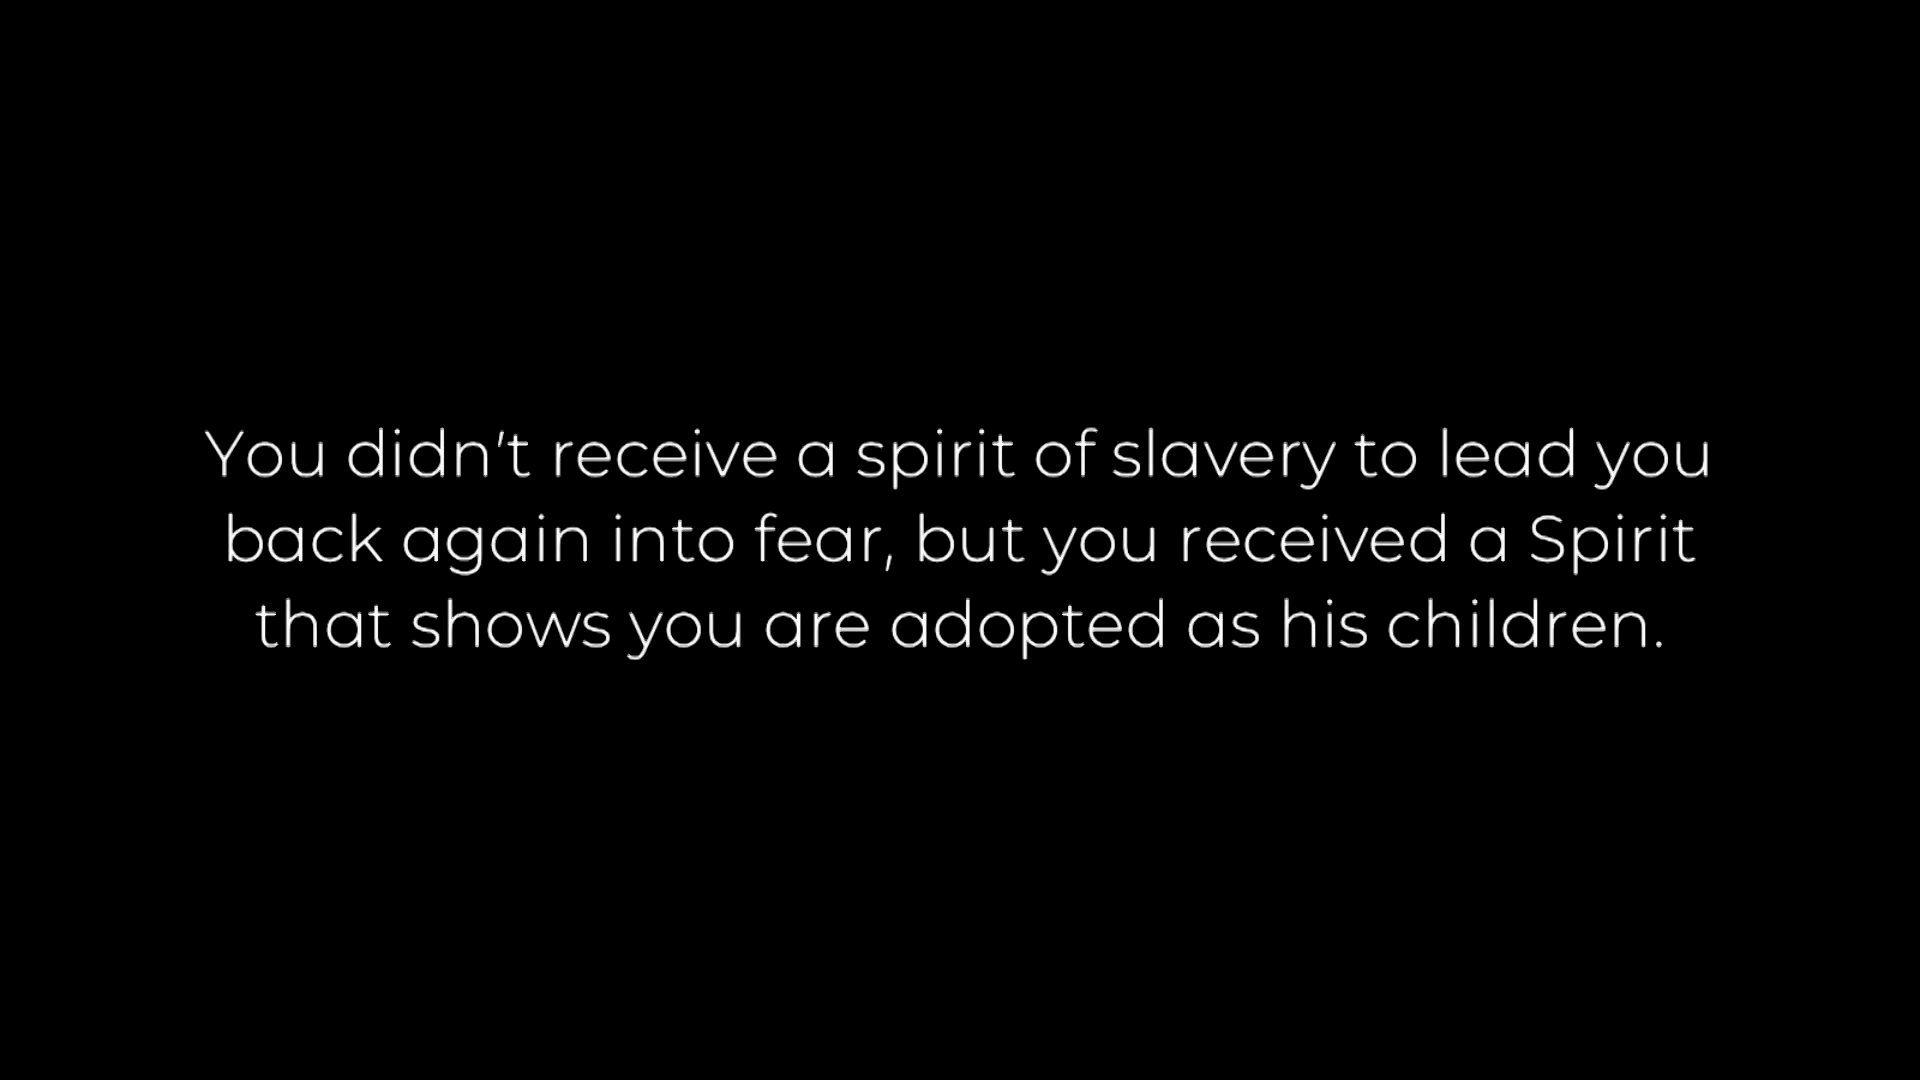 You didn't receive a spirit of slavery to lead you
back again into fear, but you received a Spirit
that shows you are adopted as his children.